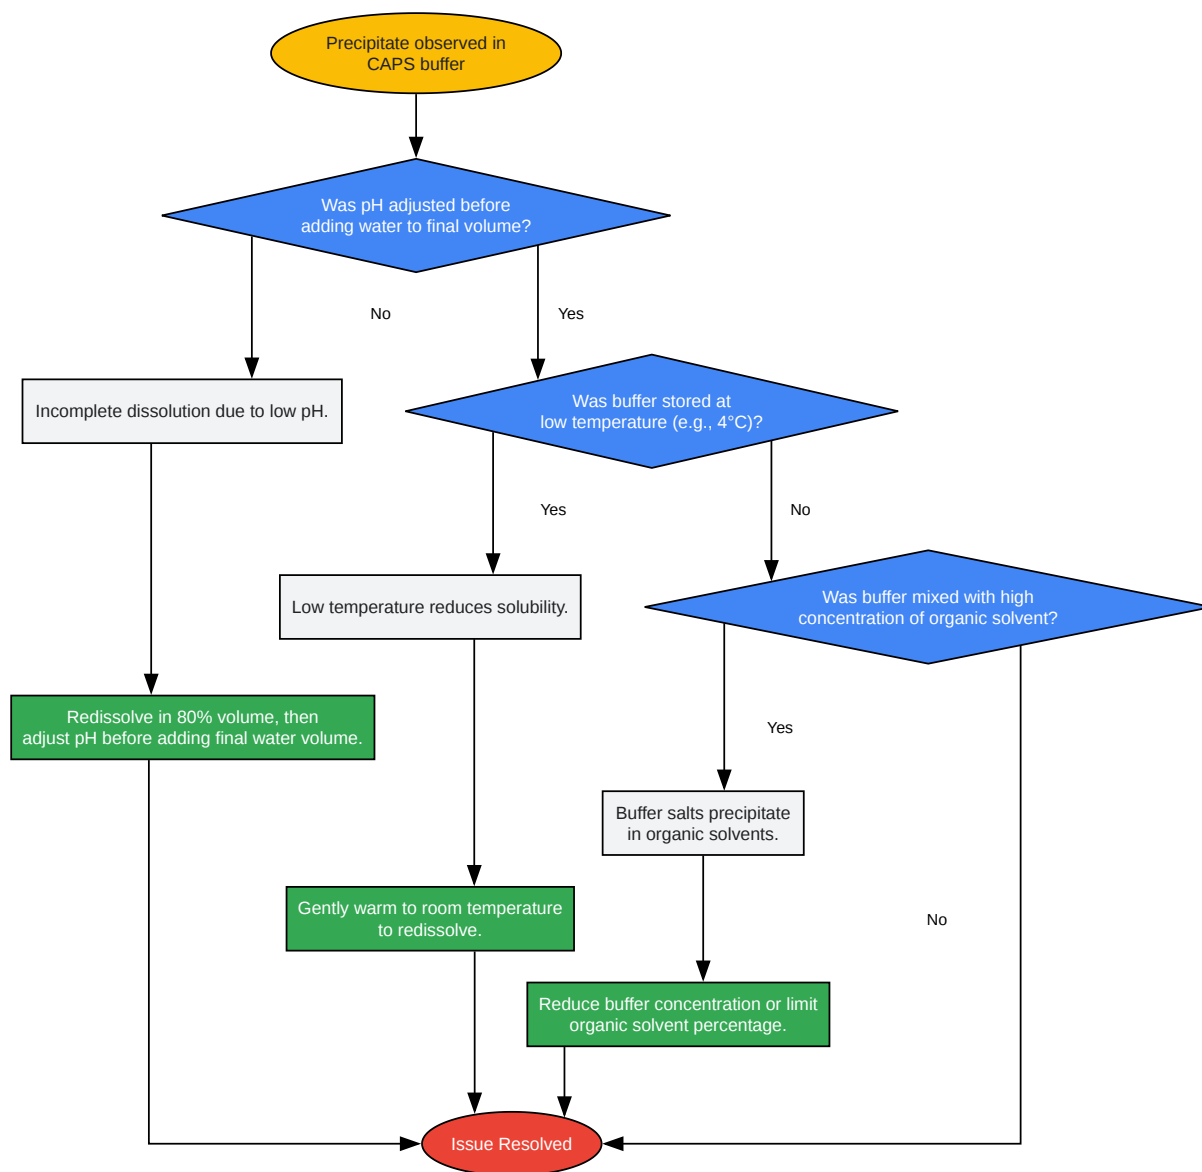 Precipitate observed in
CAPS buffer
Was pH adjusted before
adding water to final volume?
No
Yes
Incomplete dissolution due to low pH.
Was buffer stored at
low temperature (e.g., 4°C)?
Yes
No
Low temperature reduces solubility.
Was buffer mixed with high
concentration of organic solvent?
Redissolve in 80% volume, then
adjust pH before adding final water volume.
Yes
Buffer salts precipitate
in organic solvents.
Gently warm to room temperature
to redissolve.
No
Reduce buffer concentration or limit
organic solvent percentage.
Issue Resolved